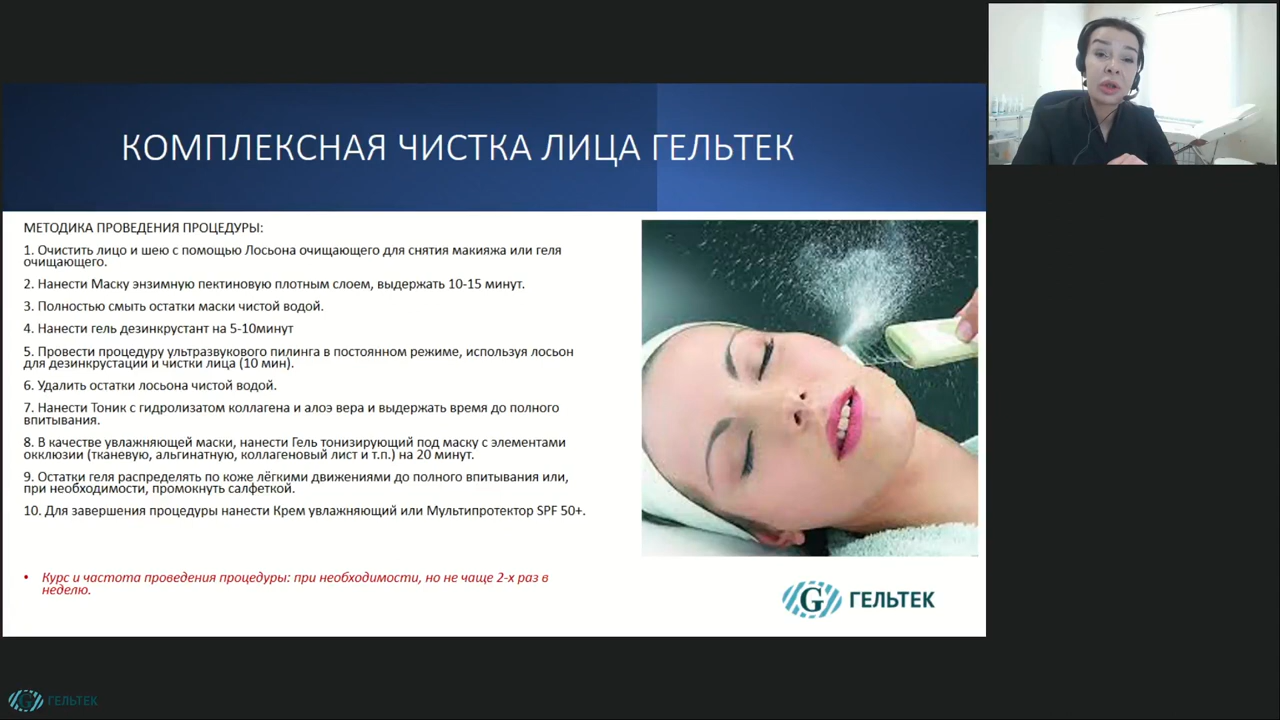 КОМПЛЕКСНАЯ ЧИСТКА ЛИЦА ГЕЛЬТЕК
МЕТОДИКА ПРОВЕДЕНИЯ ПРОЦЕДУРЫ:
1. Очистить лицо и шею с помощью Лосьона очищающего для снятия макияжа или геля
очищающего.
2. Нанести Маску энзимную пектиновую плотным слоем, выдержать 10-15 минут.
3. Полностью смыть остатки маски чистой водой.
4. Нанести гель дезинкрустант на 5-10минут
5. Провести процедуру ультразвукового пилинга в постоянном режиме, используя лосьон
для дезинкрустации и чистки лица (10 мин).
6. Удалить остатки лосьона чистой водой.
7. Нанести Тоник с гидролизатом коллагена и алоэ вера и выдержать время до полного
впитывания.
8. В качестве увлажняющей маски, нанести Гель тонизирующий под маску с элементами
окклюзии (тканевую, альгинатную, коллагеновый лист и т.п.) на 20 минут.
9. Остатки геля распределять по коже лёгкими движениями до полного впитывания или,
при необходимости, промокнуть салфеткой.
10. Для завершения процедуры нанести Крем увлажняющий или Мультипротектор SPF 50+.
• Курс и частота проведения процедуры: при необходимости, но не чаще 2-х раз в
неделю.
G ГЕЛЬТЕК
G ГЕЛЬТЕК